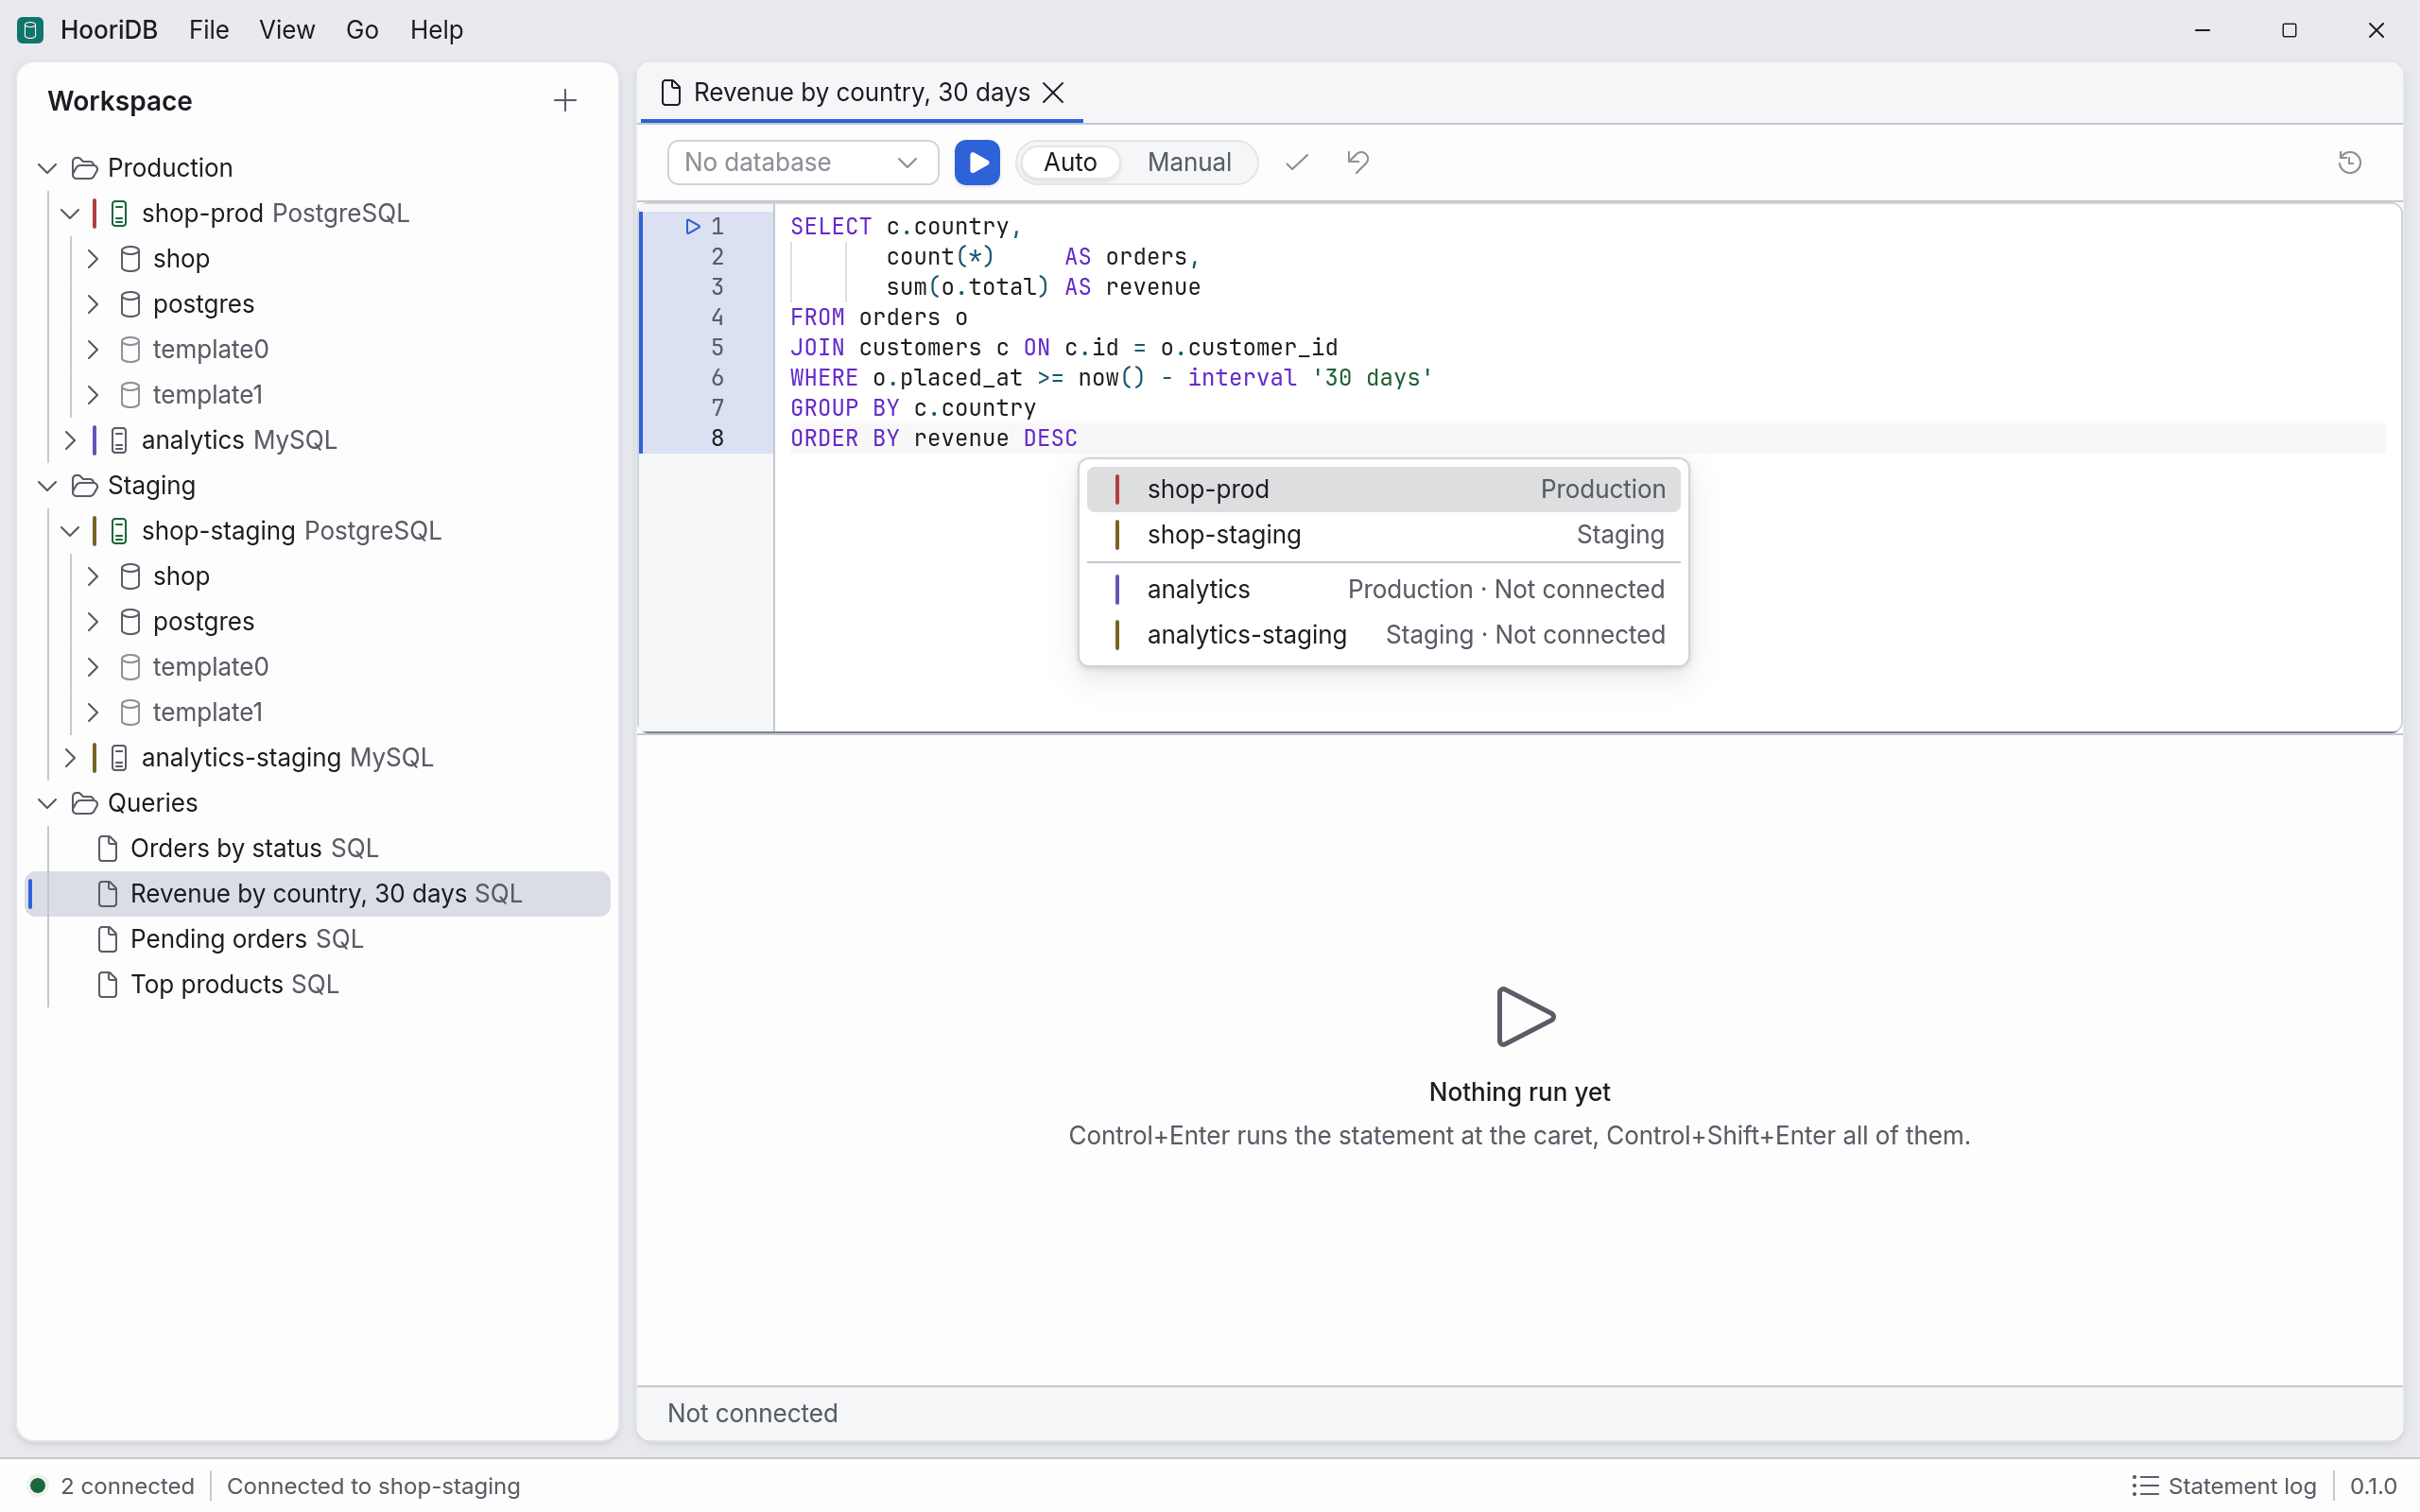 HooriDB File View Go Help
Workspace
Production
shop-prod PostgreSQL
shop
postgres
template0
template1
analytics MySQL
Staging
shop-staging PostgreSQL
shop
postgres
template0
template1
analytics-staging MySQL
Queries
Orders by status SQL
Revenue by country, 30 days SQL
Pending orders SQL
Top products SQL
Revenue by country, 30 days
No database Auto Manual
1 SELECT c.country,
2 count(*) AS orders,
3 sum(o.total) AS revenue
4 FROM orders o
5 JOIN customers c ON c.id = o.customer_id
6 WHERE o.placed_at >= now() - interval '30 days'
7 GROUP BY c.country
8 ORDER BY revenue DESC
shop-prod Production
shop-staging Staging
analytics Production · Not connected
analytics-staging Staging · Not connected
Nothing run yet
Control+Enter runs the statement at the caret, Control+Shift+Enter all of them.
Not connected
2 connected Connected to shop-staging Statement log 0.1.0